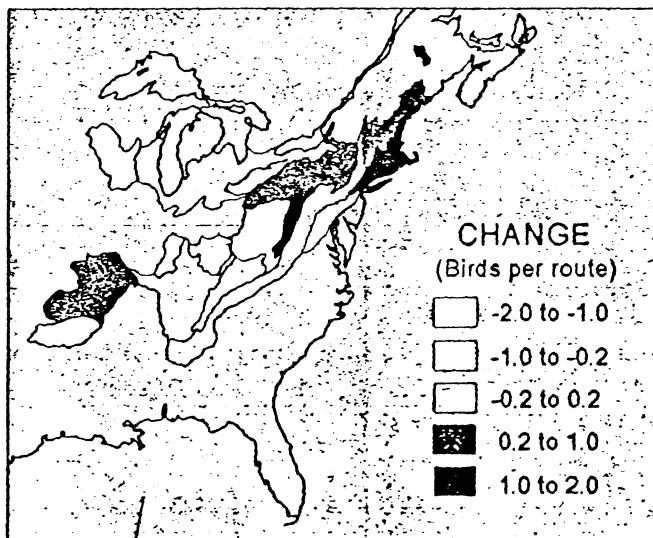 CHANGE
(Birds per route)
-2.0 to -1.0
-1.0 to -0.2
-0.2 to 0.2
0.2 to 1.0
1.0 to 2.0